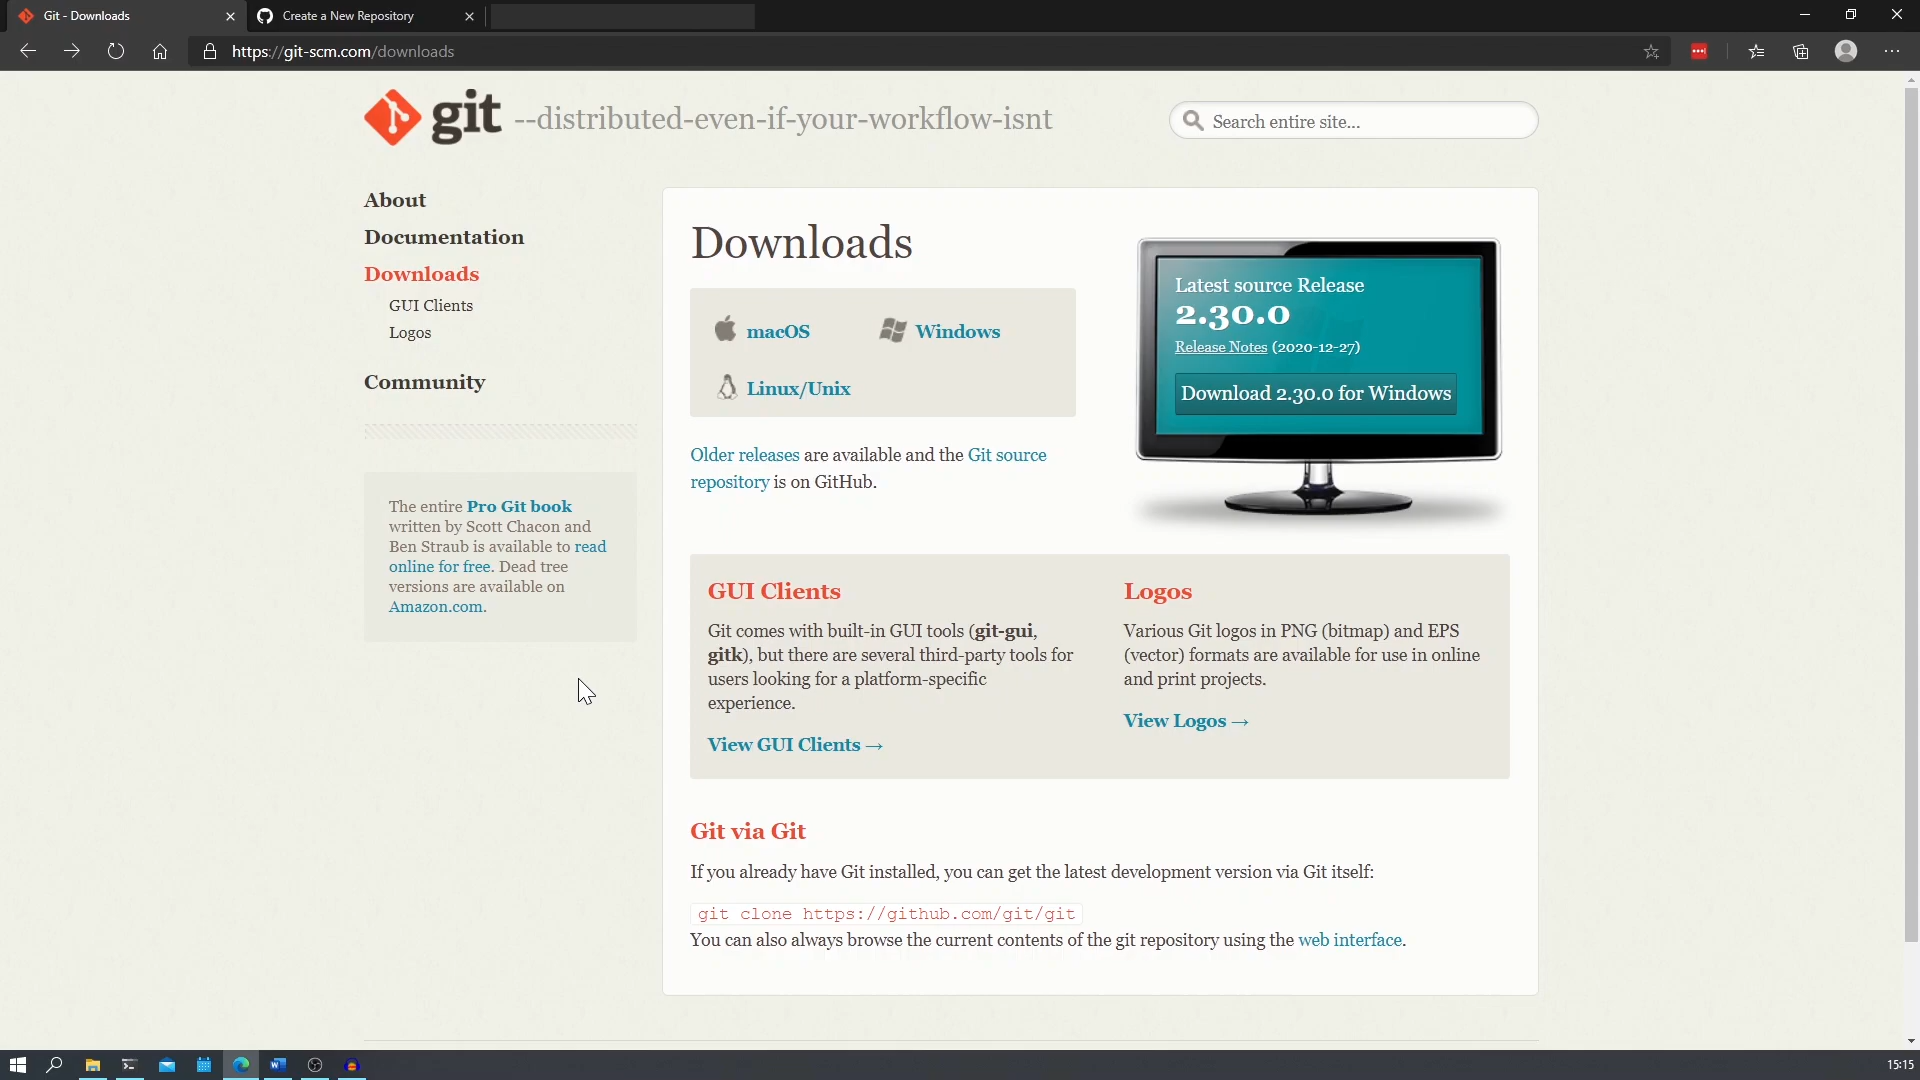 Git - Downloads
Create a New Repository
https://git-scm.com/downloads
git --distributed-even-if-your-workflow-isnt
Search entire site...
About
Documentation
Downloads
GUI Clients
Logos
Community
The entire Pro Git book
written by Scott Chacon and
Ben Straub is available to read
online for free. Dead tree
versions are available on
Amazon.com.
Downloads
macOS
Windows
Linux/Unix
Older releases are available and the Git source
repository is on GitHub.
Latest source Release
2.30.0
Release Notes (2020-12-27)
Download 2.30.0 for Windows
GUI Clients
Git comes with built-in GUI tools (git-gui,
gitk), but there are several third-party tools for
users looking for a platform-specific
experience.
View GUI Clients →
Logos
Various Git logos in PNG (bitmap) and EPS
(vector) formats are available for use in online
and print projects.
View Logos →
Git via Git
If you already have Git installed, you can get the latest development version via Git itself:
git clone https://github.com/git/git
You can also always browse the current contents of the git repository using the web interface.
15:15